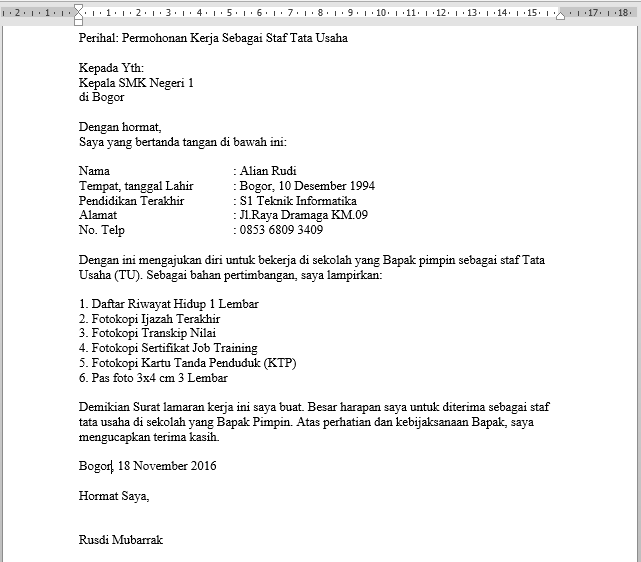 2 1 1 2 3 4 5 6 7 8 9 10 11 12 13 14 15 17 18
Perihal: Permohonan Kerja Sebagai Staf Tata Usaha
Kepada Yth:
Kepala SMK Negeri 1
di Bogor
Dengan hormat,
Saya yang bertanda tangan di bawah ini:
Nama : Alian Rudi
Tempat, tanggal Lahir : Bogor, 10 Desember 1994
Pendidikan Terakhir : S1 Teknik Informatika
Alamat : Jl.Raya Dramaga KM.09
No. Telp : 0853 6809 3409
Dengan ini mengajukan diri untuk bekerja di sekolah yang Bapak pimpin sebagai staf Tata
Usaha (TU). Sebagai bahan pertimbangan, saya lampirkan:
1. Daftar Riwayat Hidup 1 Lembar
2. Fotokopi Ijazah Terakhir
3. Fotokopi Transkip Nilai
4. Fotokopi Sertifikat Job Training
5. Fotokopi Kartu Tanda Penduduk (KTP)
6. Pas foto 3x4 cm 3 Lembar
Demikian Surat lamaran kerja ini saya buat. Besar harapan saya untuk diterima sebagai staf
tata usaha di sekolah yang Bapak Pimpin. Atas perhatian dan kebijaksanaan Bapak, saya
mengucapkan terima kasih.
Bogor, 18 November 2016
Hormat Saya,
Rusdi Mubarrak